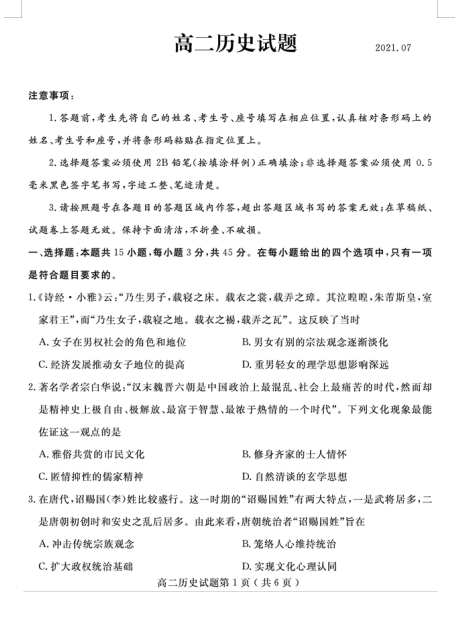 高二历史试题 2021.07
注意事项:
1.答题前,考生先将自己的姓名、考生号、座号填写在相应位置,认真核对条形码上的
姓名、考生号和座号,并将条形码粘贴在指定位置上。
2.选择题答案必须使用 2B 铅笔(按填涂样例)正确填涂;非选择题答案必须使用 0.5
毫米黑色签字笔书写,字迹工整、笔迹清楚。
3.请按照题号在各题目的答题区域内作答,超出答题区域书写的答案无效;在草稿纸、
试题卷上答题无效。保持卡面清洁,不折叠、不破损。
一、选择题:本题共 15 小题,每小题 3 分,共 45 分。在每小题给出的四个选项中,只有一项
是符合题目要求的。
1.《诗经·小雅》云:“乃生男子,载寝之床。载衣之裳,载弄之璋。其泣喤喤,朱芾斯皇,室
家君王”,而“乃生女子,载寝之地。载衣之裼,载弄之瓦”。这反映了当时
A.女子在男权社会的角色和地位 B.男女有别的宗法观念逐渐淡化
C.经济发展推动女子地位的提高 D.重男轻女的理学思想影响深远
2.著名学者宗白华说:“汉末魏晋六朝是中国政治上最混乱、社会上最痛苦的时代,然而却
是精神史上极自由、极解放、最富于智慧、最浓于热情的一个时代”。下列文化现象最能
佐证这一观点的是
A.雅俗共赏的市民文化 B.修身齐家的士人情怀
C.匿情抑性的儒家精神 D.自然清谈的玄学思想
3.在唐代,诏赐国(李)姓比较盛行。这一时期的“诏赐国姓”有两大特点,一是武将居多,二
是唐朝初创时和安史之乱后居多。由此来看,唐朝统治者“诏赐国姓”旨在
A.冲击传统宗族观念 B.笼络人心维持统治
C.扩大政权统治基础 D.实现文化心理认同
高二历史试题第1页(共6页)